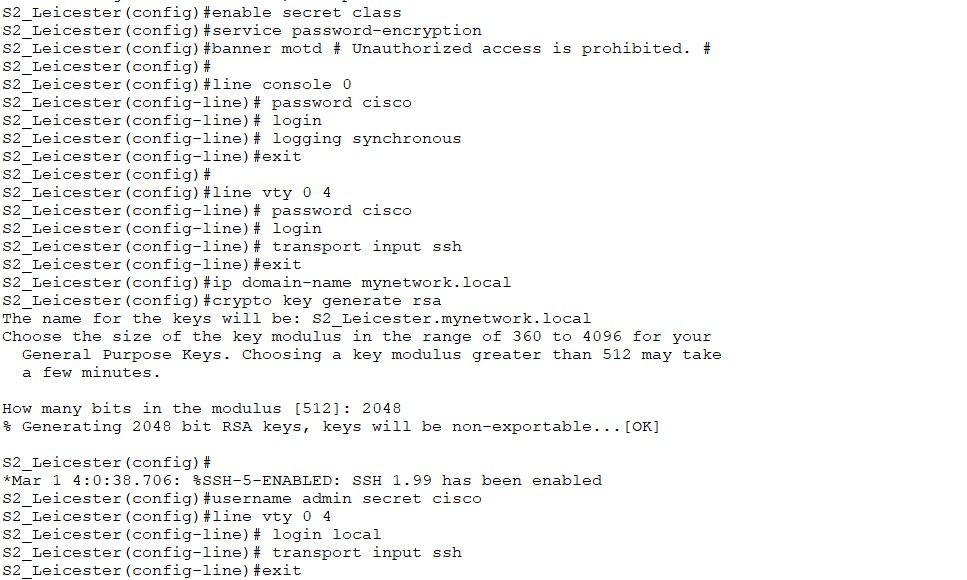 S2_Leicester(config)#enable secret class
S2_Leicester(config)#service password-encryption
S2_Leicester(config)#banner motd # Unauthorized access is prohibited. #
S2_Leicester(config)#
S2_Leicester(config)#line console 0
S2_Leicester(config-line)# password cisco
S2_Leicester(config-line)# login
S2_Leicester(config-line)# logging synchronous
S2_Leicester(config-line)#exit
S2_Leicester(config)#
S2_Leicester(config)#line vty 0 4
S2_Leicester(config-line)# password cisco
S2_Leicester(config-line)# login
S2_Leicester(config-line)# transport input ssh
S2_Leicester(config-line)#exit
S2_Leicester(config)#ip domain-name mynetwork.local
S2_Leicester(config)#crypto key generate rsa
The name for the keys will be: S2_Leicester.mynetwork.local
Choose the size of the key modulus in the range of 360 to 4096 for your
  General Purpose Keys. Choosing a key modulus greater than 512 may take
  a few minutes.

How many bits in the modulus [512]: 2048
% Generating 2048 bit RSA keys, keys will be non-exportable...[OK]

S2_Leicester(config)#
*Mar 1 4:0:38.706: %SSH-5-ENABLED: SSH 1.99 has been enabled
S2_Leicester(config)#username admin secret cisco
S2_Leicester(config)#line vty 0 4
S2_Leicester(config-line)# login local
S2_Leicester(config-line)# transport input ssh
S2_Leicester(config-line)#exit